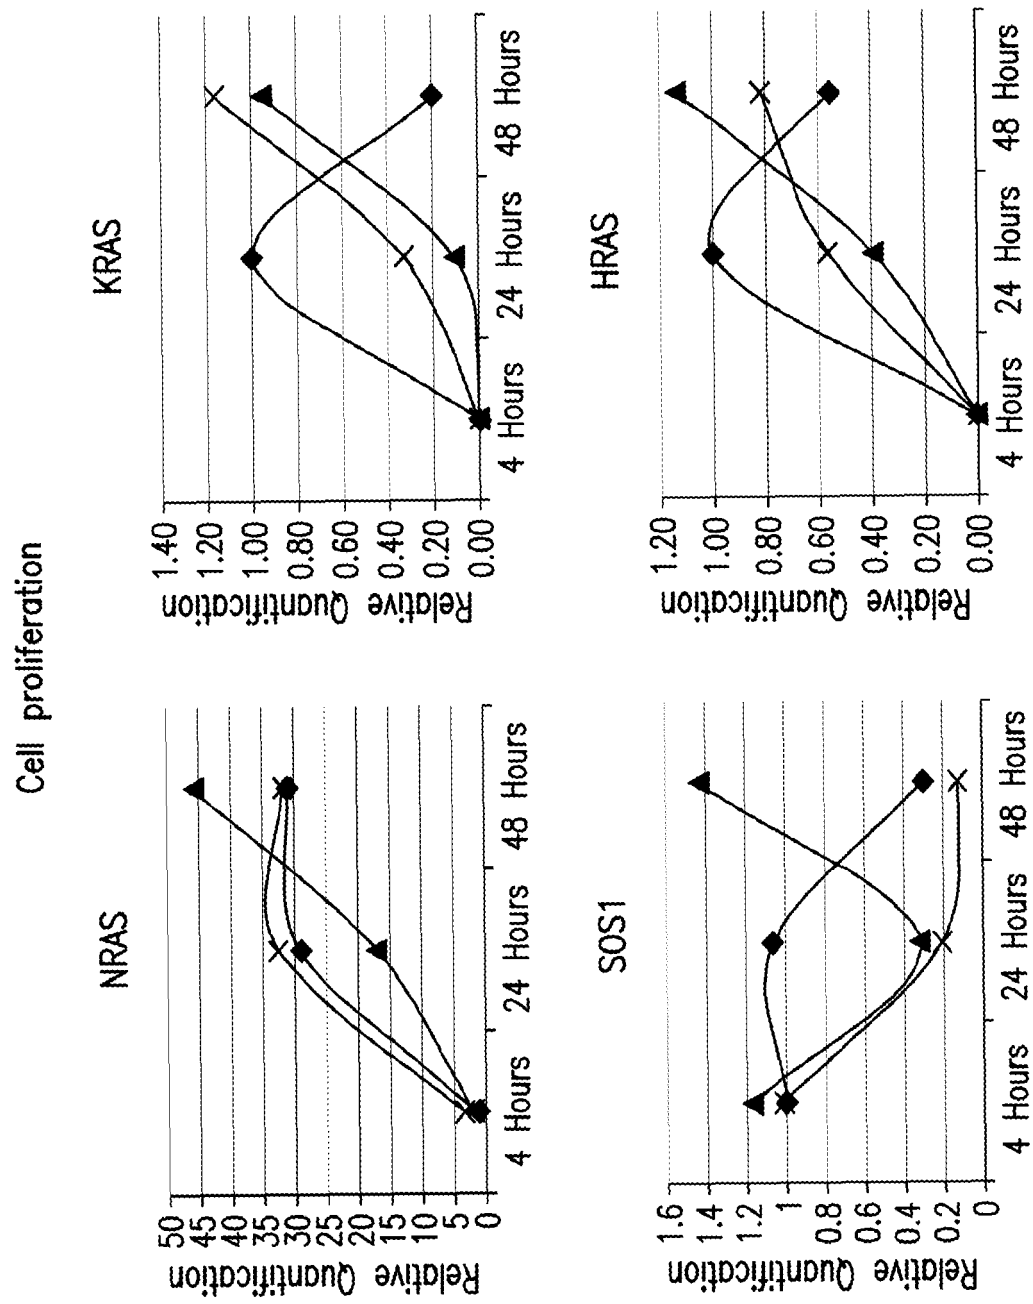 Cell proliferation
NRAS
Relative Quantification
50
45
40
35
30
25
20
15
10
5
0
4 Hours
24 Hours
48 Hours
KRAS
Relative Quantification
1.40
1.20
1.00
0.80
0.60
0.40
0.20
0.00
4 Hours
24 Hours
48 Hours
SOS1
Relative Quantification
1.6
1.4
1.2
1
0.8
0.6
0.4
0.2
0
4 Hours
24 Hours
48 Hours
HRAS
Relative Quantification
1.20
1.00
0.80
0.60
0.40
0.20
0.00
4 Hours
24 Hours
48 Hours